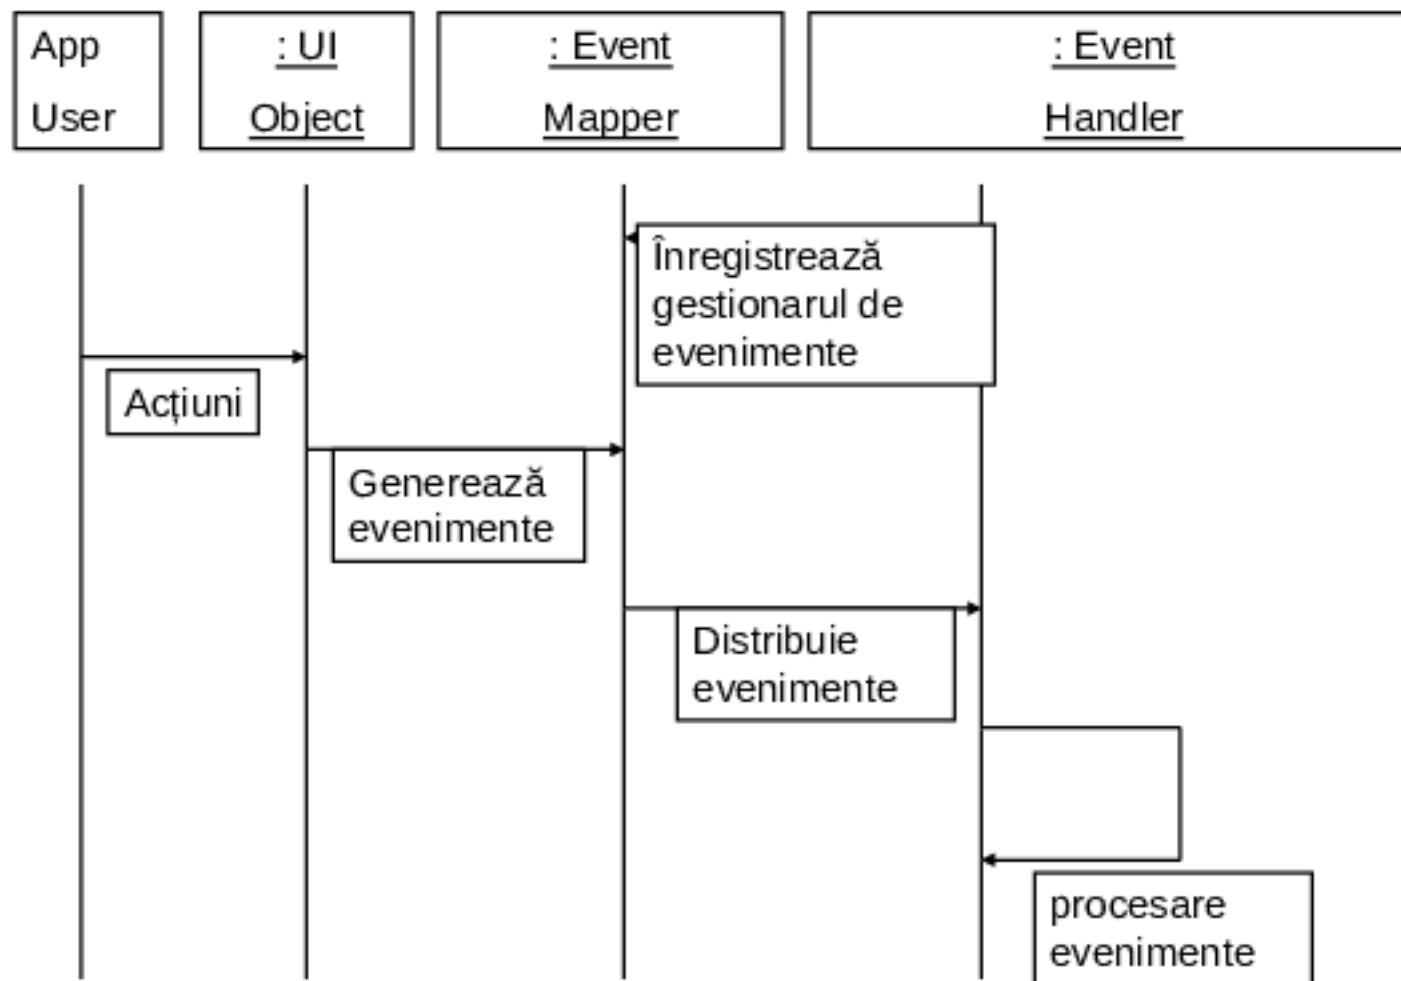 App
User
: UI
Object
: Event
Mapper
: Event
Handler
Înregistrează
gestionarul de
evenimente
Acțiuni
Generează
evenimente
Distribuie
evenimente
procesare
evenimente